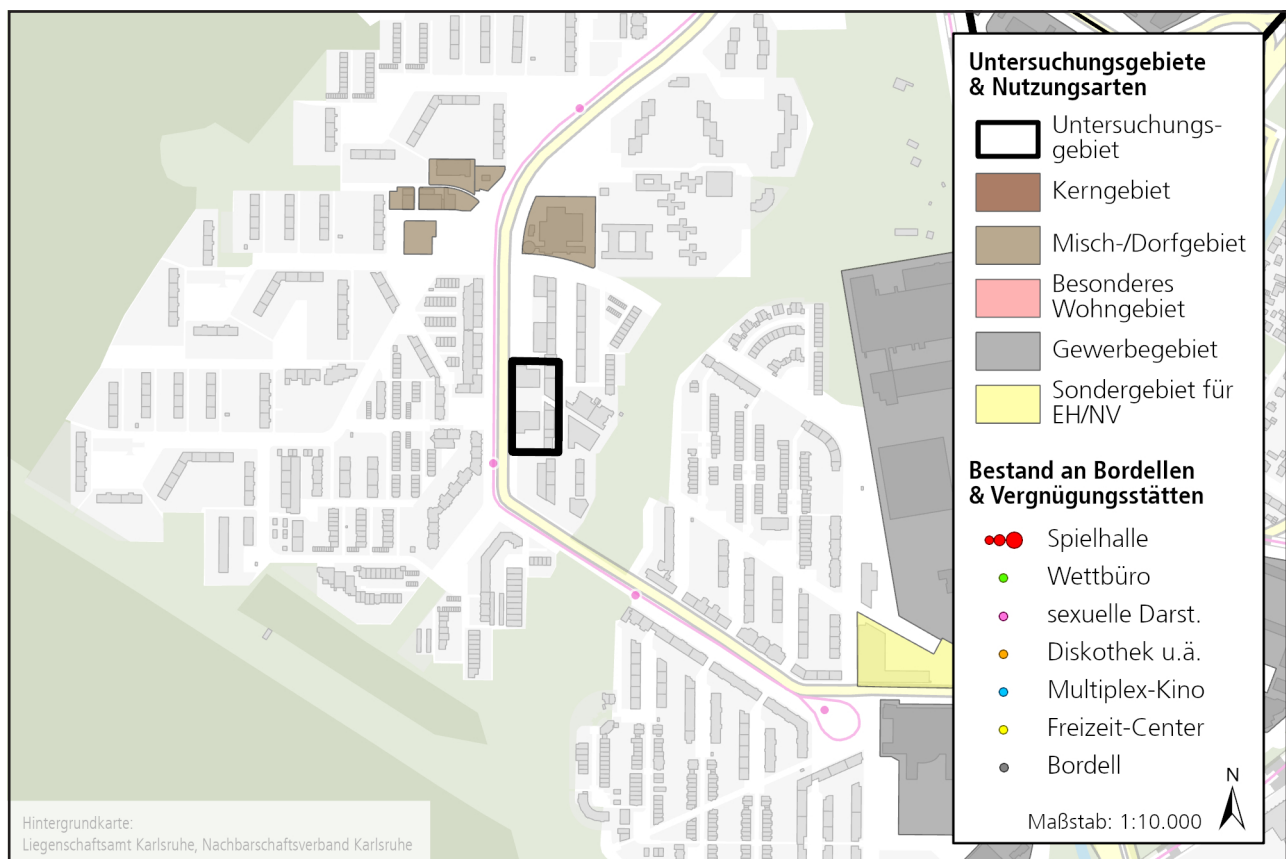 Untersuchungsgebiete
& Nutzungsarten
Untersuchungs-
gebiet
Kerngebiet
Misch-/Dorfgebiet
Besonderes
Wohngebiet
Gewerbegebiet
Sondergebiet für
EH/NV
Bestand an Bordellen
& Vergnügungsstätten
Spielhalle
Wettbüro
sexuelle Darst.
Diskothek u.ä.
Multiplex-Kino
Freizeit-Center
Bordell
N
Maßstab: 1:10.000
Hintergrundkarte:
Liegenschaftsamt Karlsruhe, Nachbarschaftsverband Karlsruhe